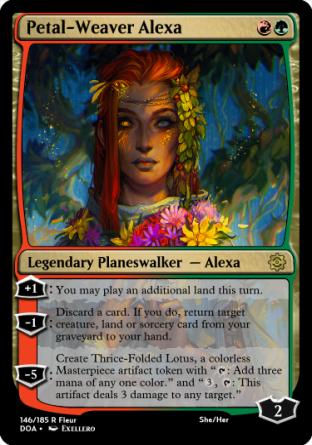 Petal-Weaver Alexa
Legendary Planeswalker — Alexa
+1: You may play an additional land this turn.
-1: Discard a card. If you do, return target
creature, land or sorcery card from your
graveyard to your hand.
Create Thrice-Folded Lotus, a colorless
-5: Masterpiece artifact token with “ : Add three
mana of any one color.” and “ 3 , : This
artifact deals 3 damage to any target.”
2
146/185 R Fleur She/Her
DOA • Exellero